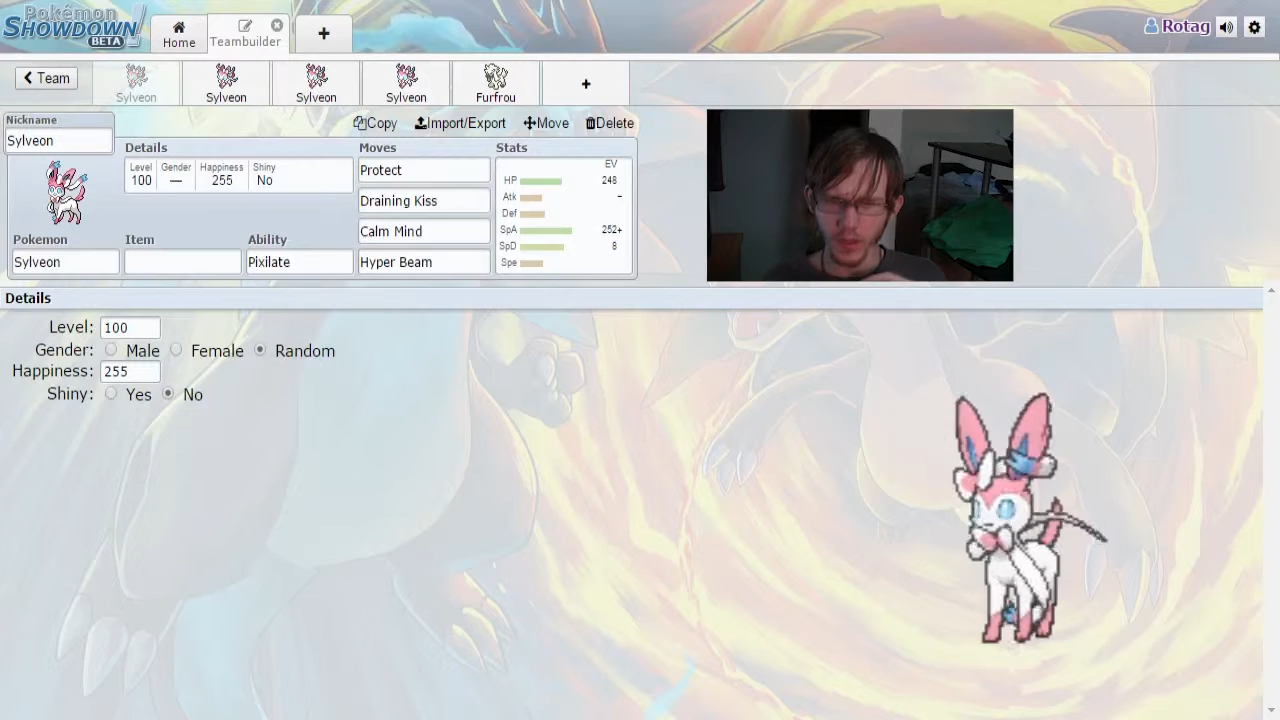 Pokémon
SHOWDOWN!
BETA
Home
Teambuilder
+
Rotag
Team
Sylveon
Sylveon
Sylveon
Sylveon
Furfrou
+
Copy
Import/Export
Move
Delete
Nickname
Sylveon
Details
Level
100
Gender
—
Happiness
255
Shiny
No
Pokemon
Sylveon
Item
Ability
Pixilate
Moves
Protect
Draining Kiss
Calm Mind
Hyper Beam
Stats
EV
HP 248
Atk -
Def
SpA 252+
SpD 8
Spe
Details
Level: 100
Gender: Male Female Random
Happiness: 255
Shiny: Yes No